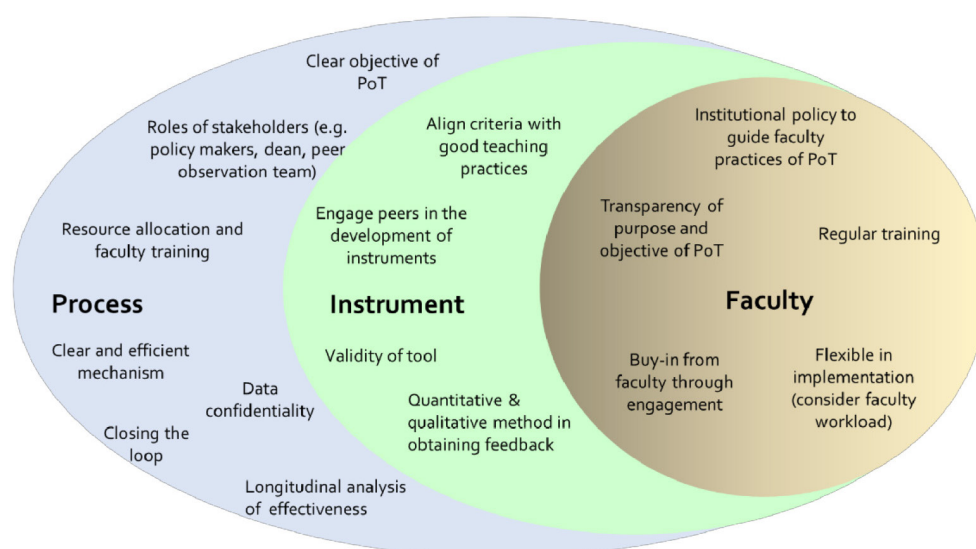 Clear objective of
PoT
Roles of stakeholders (e.g.
policy makers, dean, peer
observation team)
Resource allocation and
faculty training
Process
Clear and efficient
mechanism
Data
confidentiality
Closing the
loop
Longitudinal analysis
of effectiveness
Align criteria with
good teaching
practices
Engage peers in the
development of
instruments
Instrument
Validity of tool
Quantitative &
qualitative method in
obtaining feedback
Institutional policy to
guide faculty
practices of PoT
Transparency of
purpose and
objective of PoT
Regular training
Faculty
Buy-in from
faculty through
engagement
Flexible in
implementation
(consider faculty
workload)